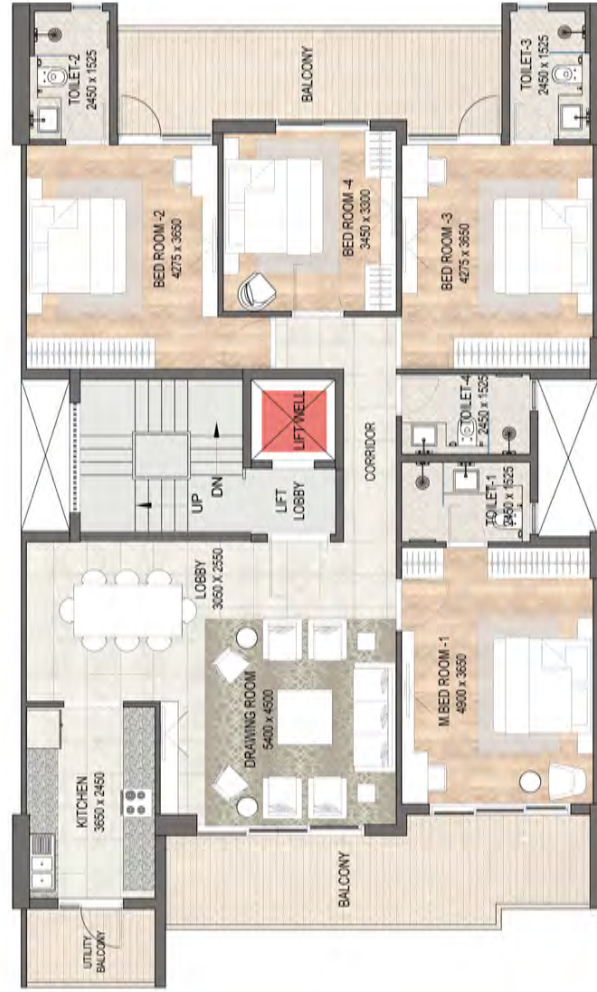 TOILET-2
2450 x 1525
BALCONY
TOILET-3
2450 x 1525
BED ROOM -2
4275 x 3650
BED ROOM -4
3450 x 3300
BED ROOM -3
4275 x 3650
LIFT WELL
UP
DN
LIFT
LOBBY
CORRIDOR
TOILET-4
2450 x 1525
TOILET-1
2450 x 1525
LOBBY
3050 X 2550
DRAWING ROOM
5400 x 4500
M.BED ROOM -1
4900 x 3650
KITCHEN
3650 x 2450
UTILITY
BALCONY
BALCONY